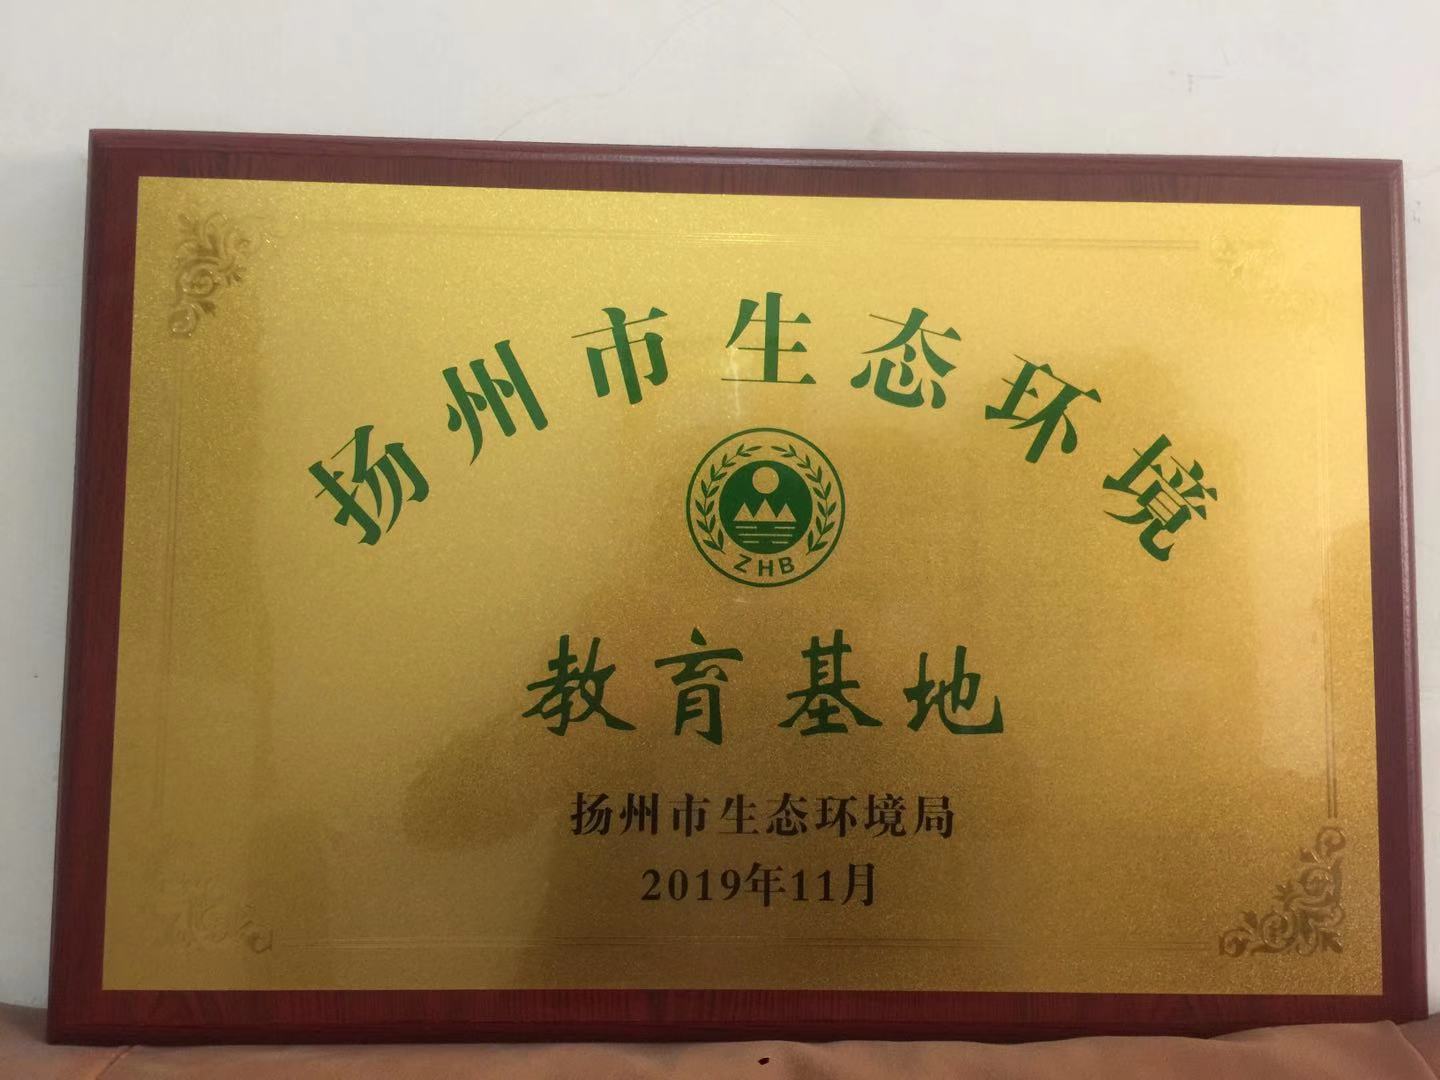 扬州市生态环境
ZHB
教育基地
扬州市生态环境局
2019年11月